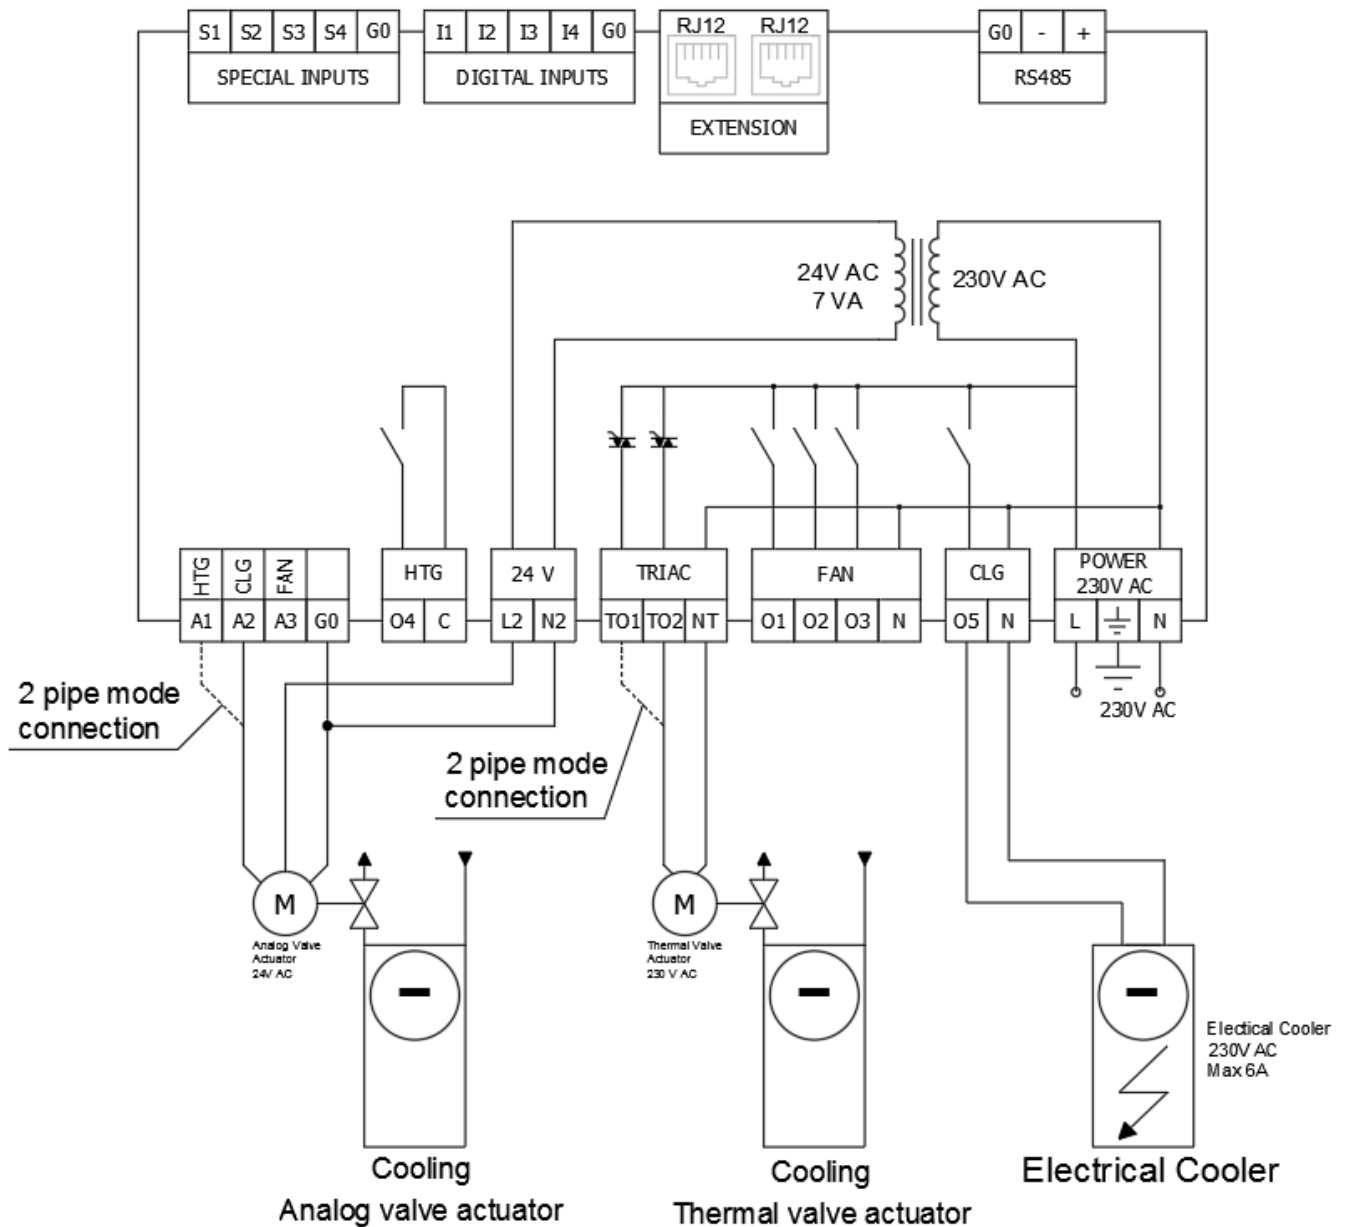 S1 S2 S3 S4 G0
SPECIAL INPUTS
I1 I2 I3 I4 G0
DIGITAL INPUTS
RJ12 RJ12
EXTENSION
G0 - +
RS485
24V AC
7 VA
230V AC
HTG CLG FAN
A1 A2 A3 G0
HTG
O4 C
24 V
L2 N2
TRIAC
TO1 TO2 NT
FAN
O1 O2 O3 N
CLG
O5 N
POWER
230V AC
L N
230V AC
2 pipe mode
connection
2 pipe mode
connection
M
Analog Valve
Actuator
24V AC
M
Thermal Valve
Actuator
230 V AC
Electical Cooler
230V AC
Max 6A
Cooling
Analog valve actuator
Cooling
Thermal valve actuator
Electrical Cooler